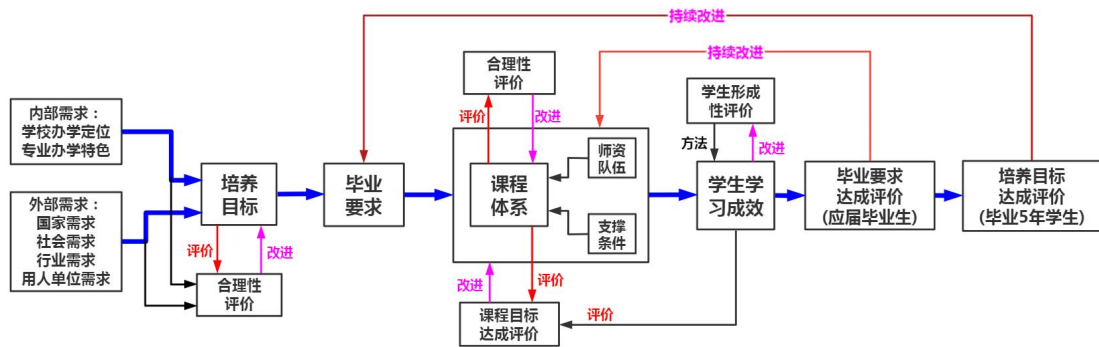 持续改进
持续改进
合理性
评价
学生形成
性评价
内部需求：
学校办学定位
专业办学特色
评价
改进
方法
改进
师资
队伍
培养
目标
毕业
要求
课程
体系
学生学
习成效
毕业要求
达成评价
(应届毕业生)
培养目标
达成评价
(毕业5年学生)
外部需求：
国家需求
社会需求
行业需求
用人单位需求
支撑
条件
评价
改进
合理性
评价
改进
评价
课程目标
达成评价
评价